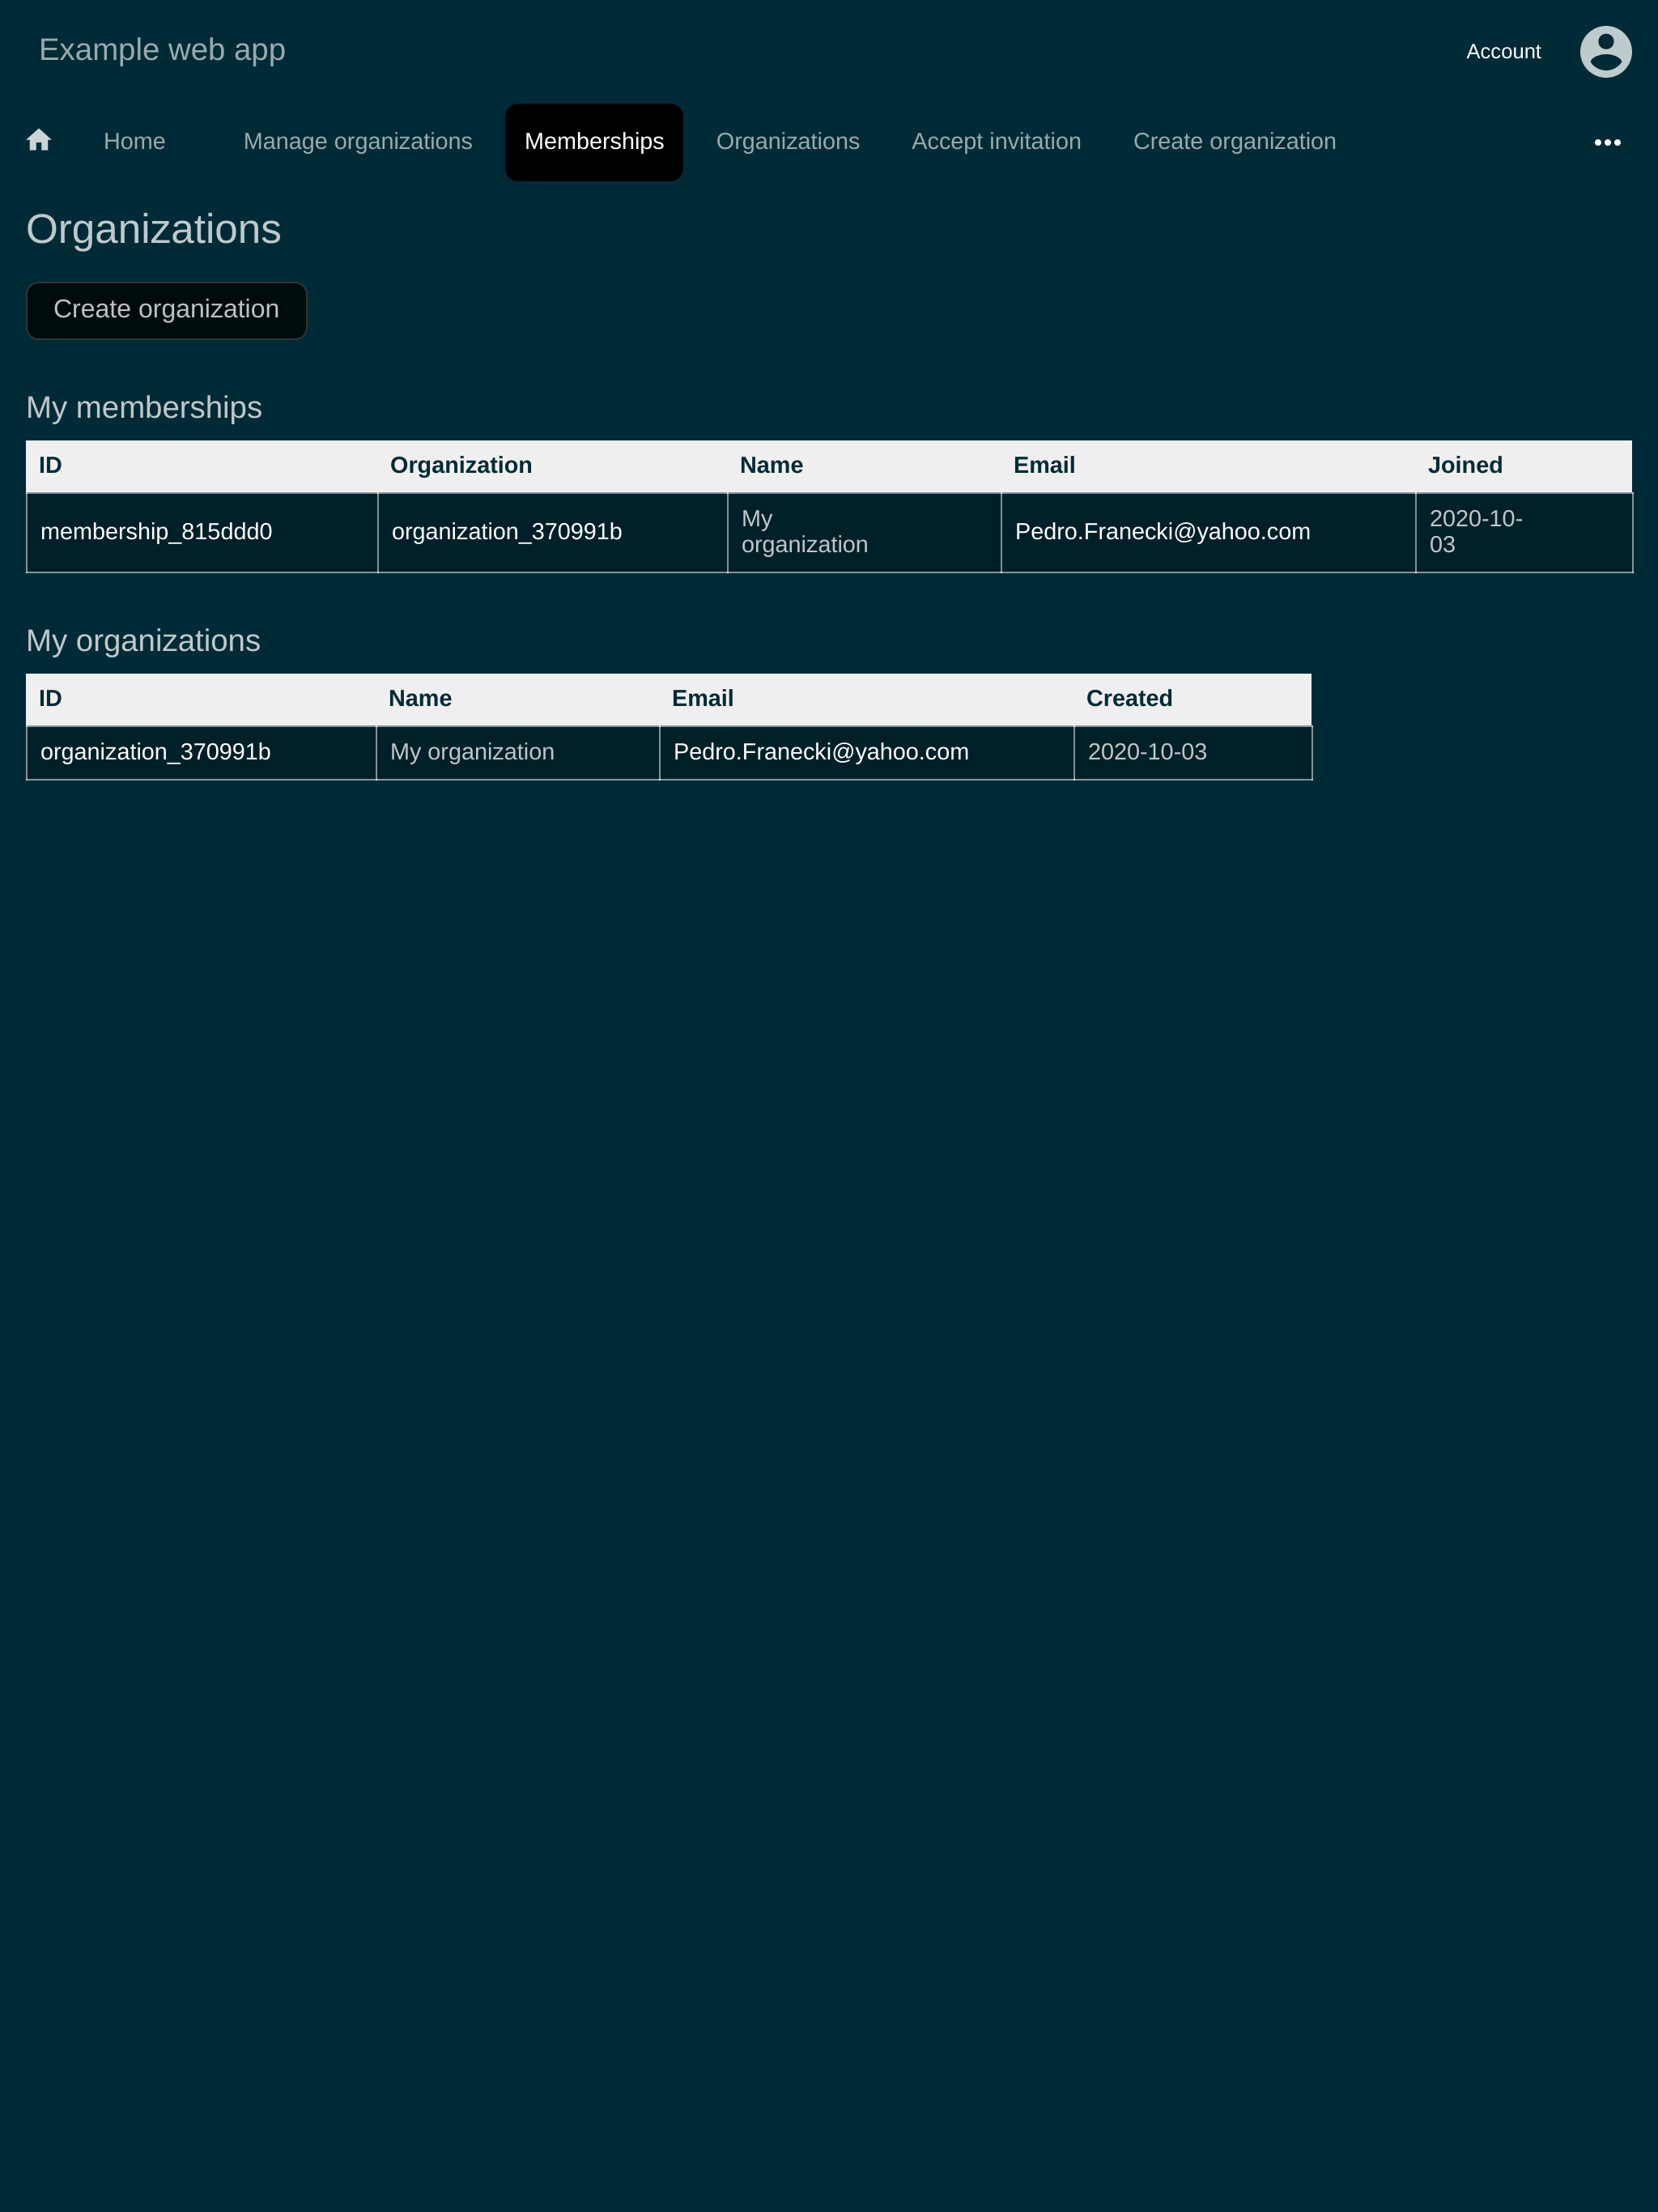 Example web app
Account
Home Manage organizations Memberships Organizations Accept invitation Create organization
Organizations
Create organization
My memberships
ID Organization Name Email Joined
membership_815ddd0 organization_370991b My organization Pedro.Franecki@yahoo.com 2020-10-03
My organizations
ID Name Email Created
organization_370991b My organization Pedro.Franecki@yahoo.com 2020-10-03